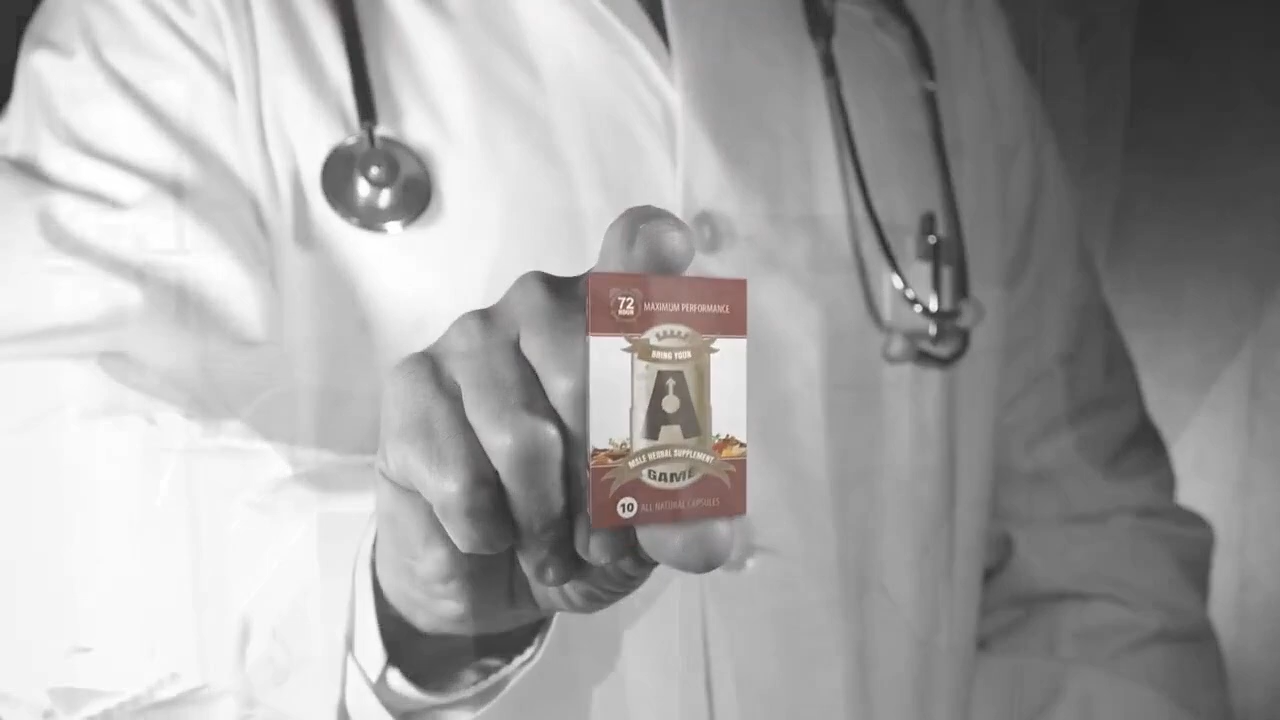 72
HOUR
MAXIMUM PERFORMANCE
BRING YOUR
A
MALE HERBAL SUPPLEMENT
GAME
10 ALL NATURAL CAPSULES